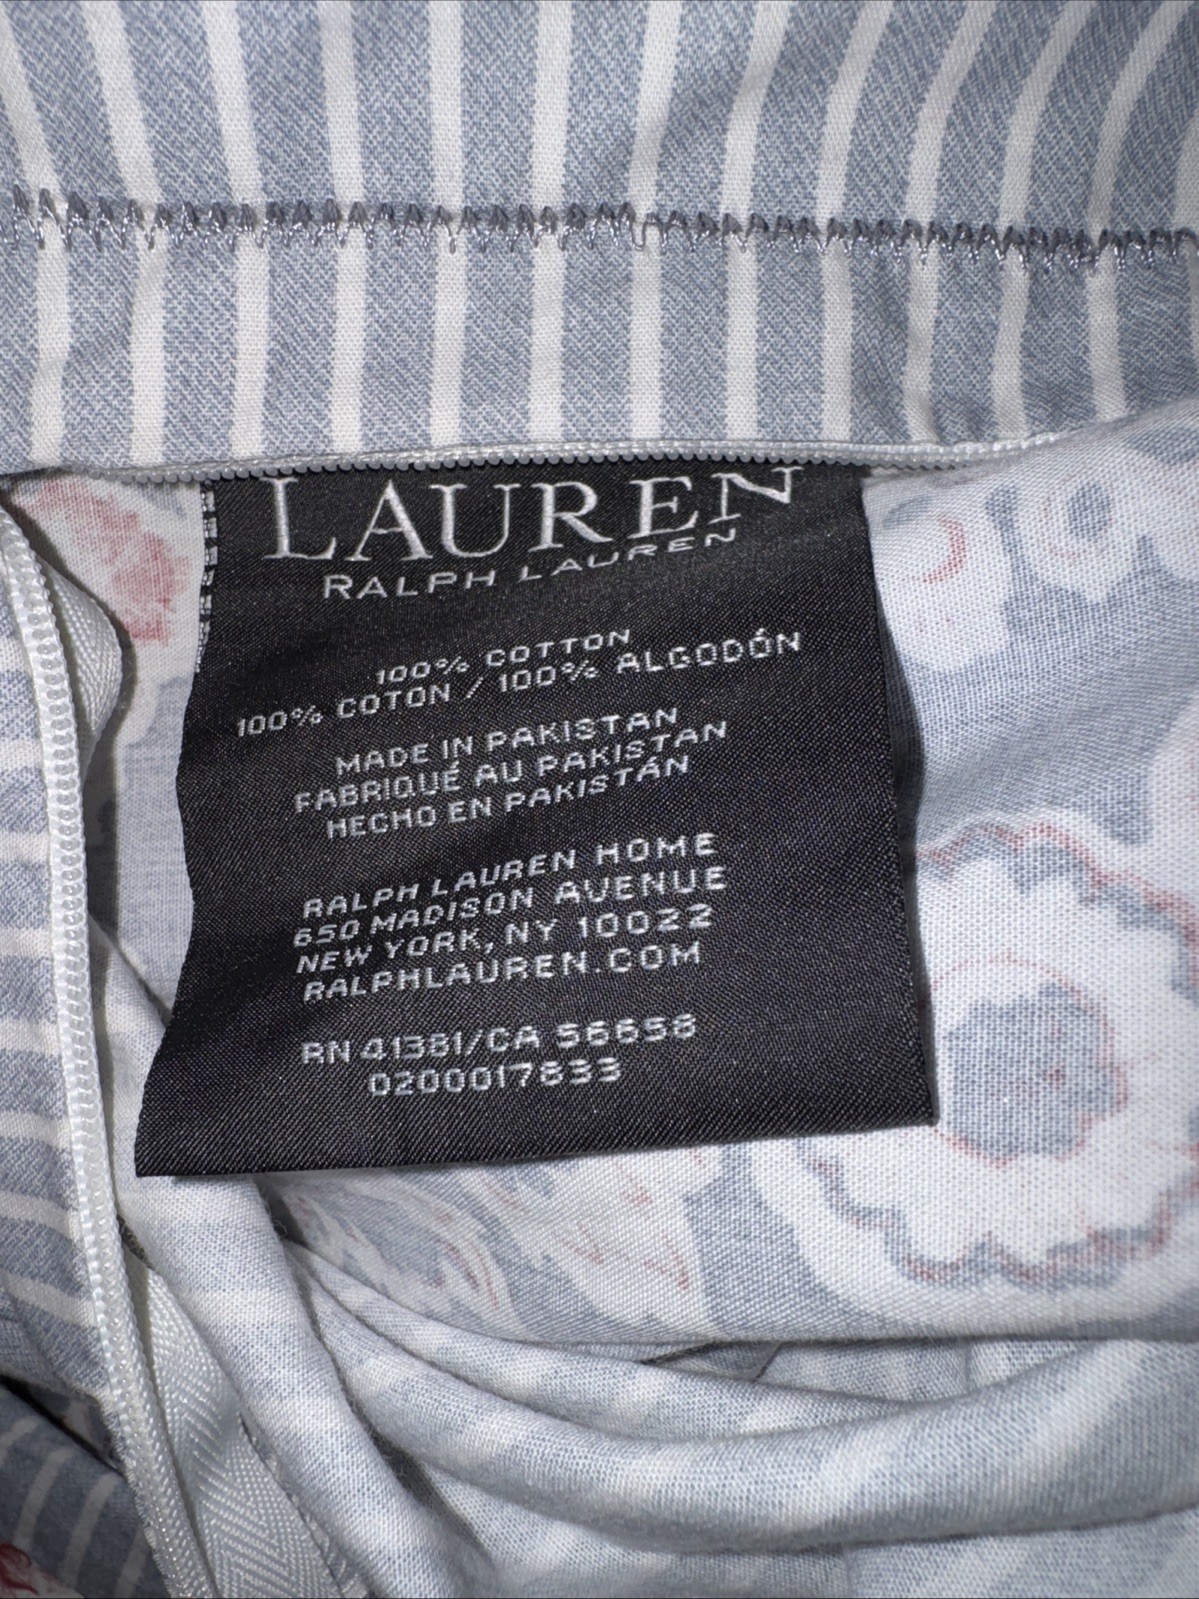 LAUREN
RALPH LAUREN
100% COTTON
100% COTON / 100% ALGODÓN
MADE IN PAKISTAN
FABRIQUÉ AU PAKISTAN
HECHO EN PAKISTÁN
RALPH LAUREN HOME
650 MADISON AVENUE
NEW YORK, NY 10022
RALPHLAUREN.COM
RN 41381/CA 56658
0200017833